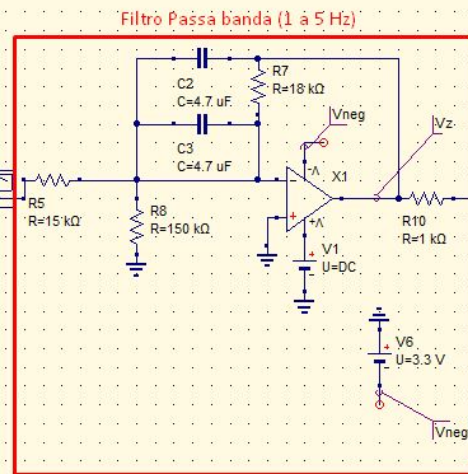 Filtro Passa banda (1 a 5 Hz)
C2
C=4.7 uF
R7
R=18 kΩ
C3
C=4.7 uF
Vneg
Vz
R5
R=15 kΩ
R8
R=150 kΩ
-V
X1
+V
V1
U=DC
R10
R=1 kΩ
V6
U=3.3 V
Vneg